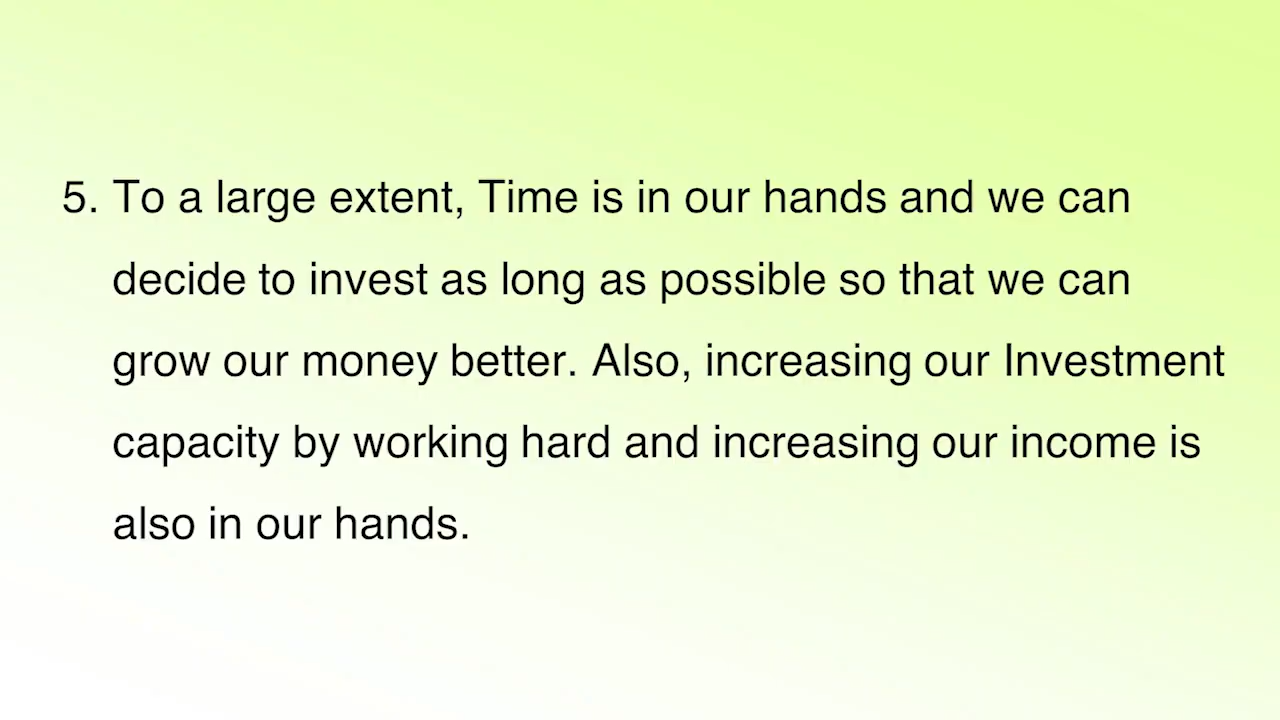 5. To a large extent, Time is in our hands and we can
decide to invest as long as possible so that we can
grow our money better. Also, increasing our Investment
capacity by working hard and increasing our income is
also in our hands.